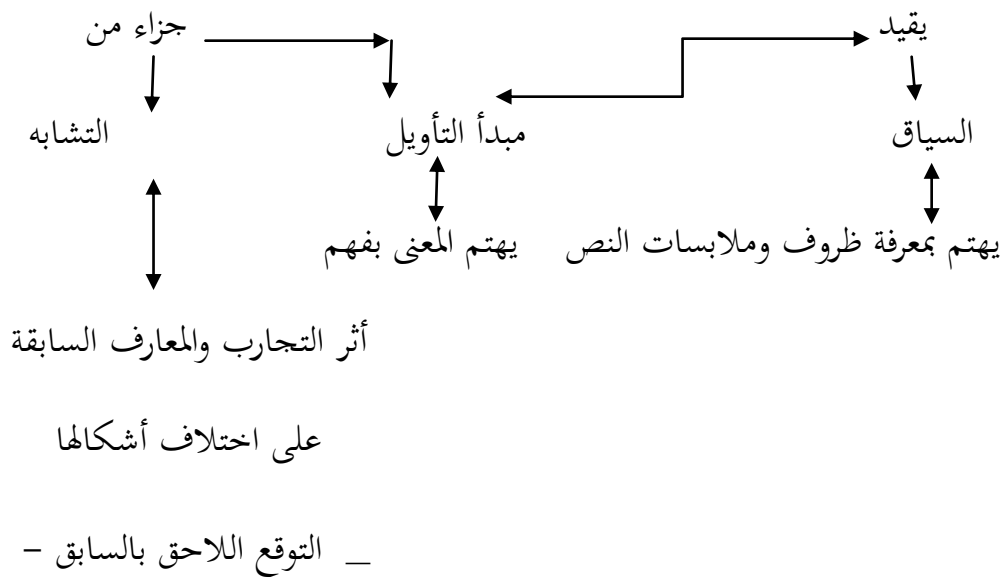 يقيد جزاء من
السياق مبدأ التأويل التشابه
يهتم بمعرفة ظروف وملابسات النص يهتم المعنى بفهم
أثر التجارب والمعارف السابقة
على اختلاف أشكالها
_ التوقع اللاحق بالسابق –